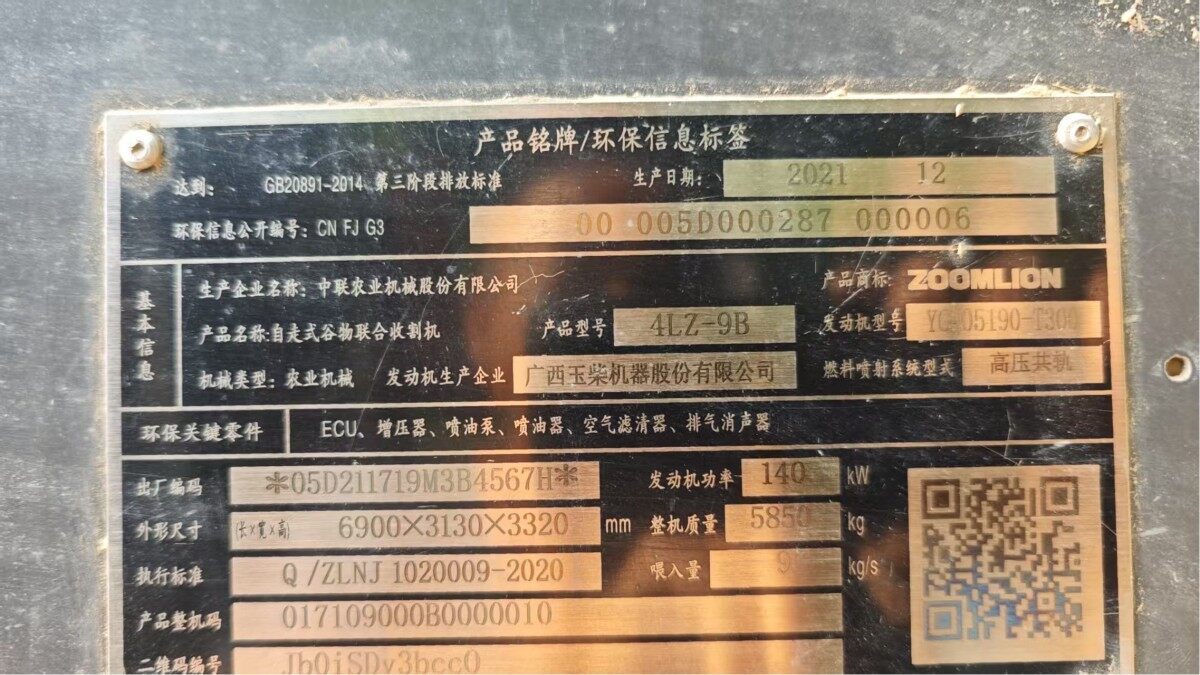 产品铭牌/环保信息标签
达到： GB20891-2014 第三阶段排放标准 生产日期： 2021 12
环保信息公开编号：CN FJ G3 00 005D000287 000006
基本信息
生产企业名称：中联农业机械股份有限公司 产品商标： ZOOMLION
产品名称：自走式谷物联合收割机 产品型号 4LZ-9B 发动机型号
机械类型：农业机械 发动机生产企业 广西玉柴机器股份有限公司 燃料喷射系统型式 高压共轨
环保关键零件 ECU、增压器、喷油泵、喷油器、空气滤清器、排气消声器
出厂编码 *05D211719M3B4567H* 发动机功率 140 kW
外形尺寸 (长×宽×高) 6900×3130×3320 mm 整机质量 5850 kg
执行标准 Q/ZLNJ 1020009-2020 喂入量 9 kg/s
产品整机码 017109000B0000010
二维码编号